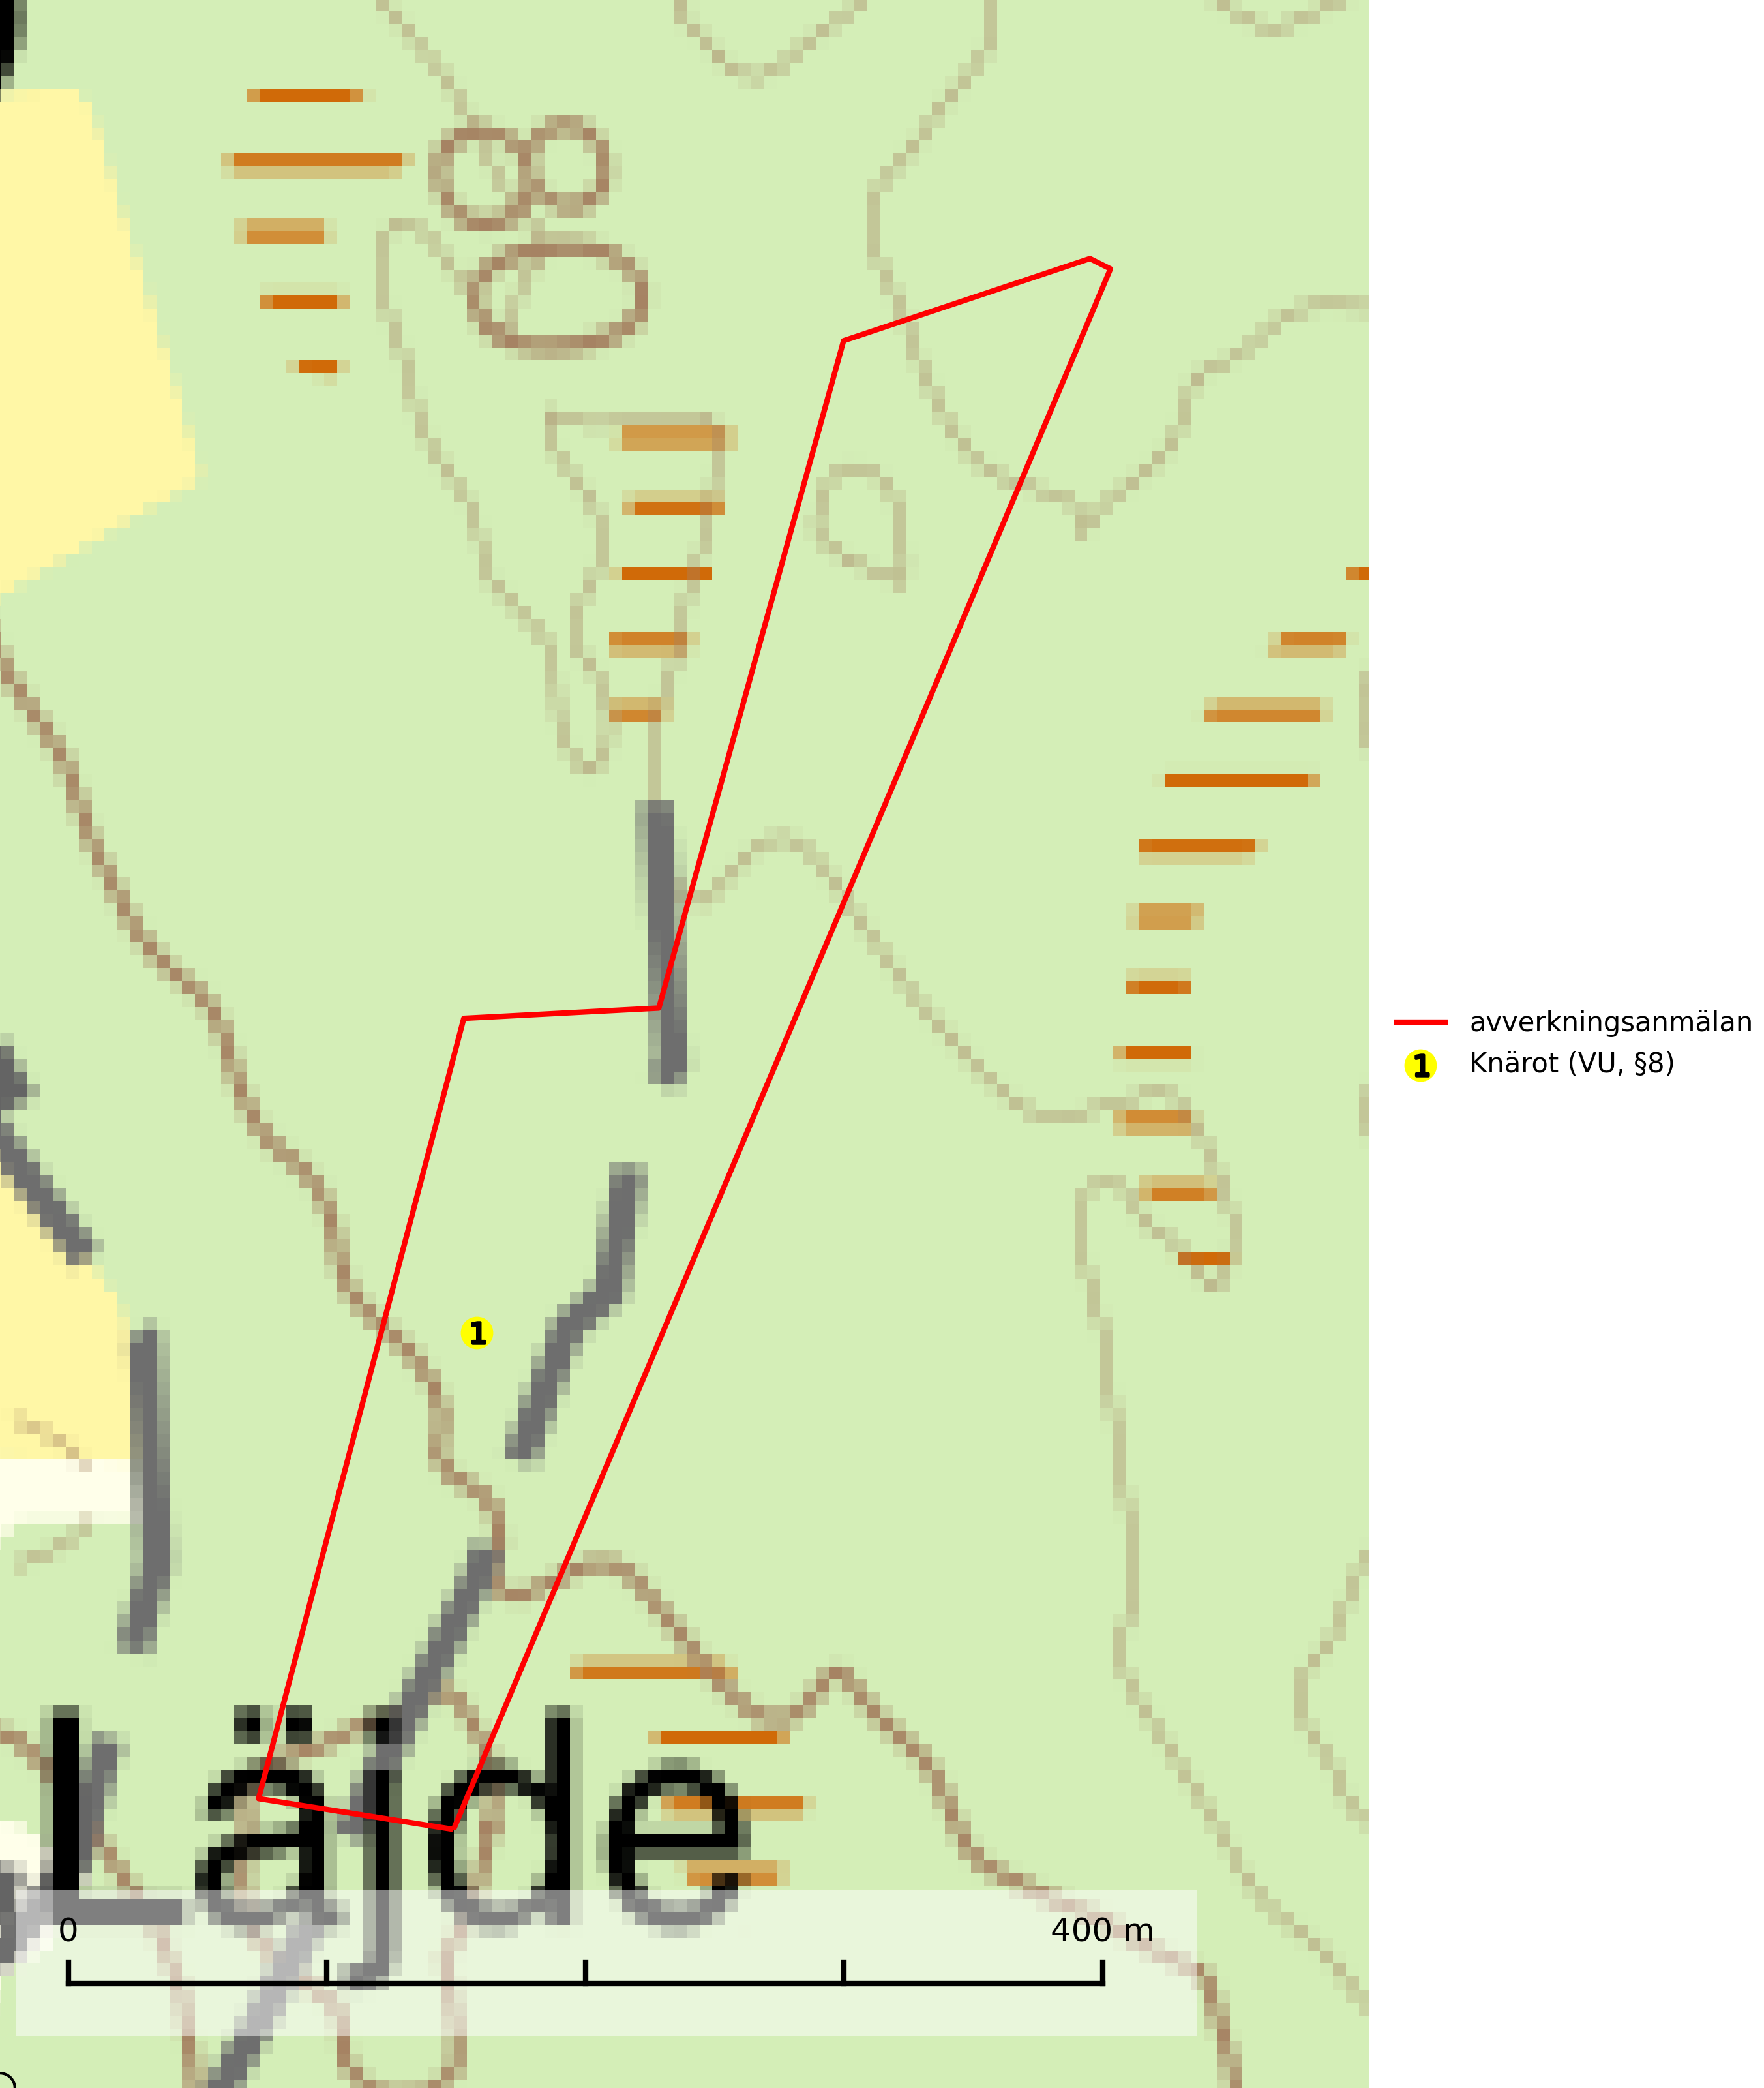 avverkningsanmälan
1 Knärot (VU, §8)
1
Läjde
0 400 m